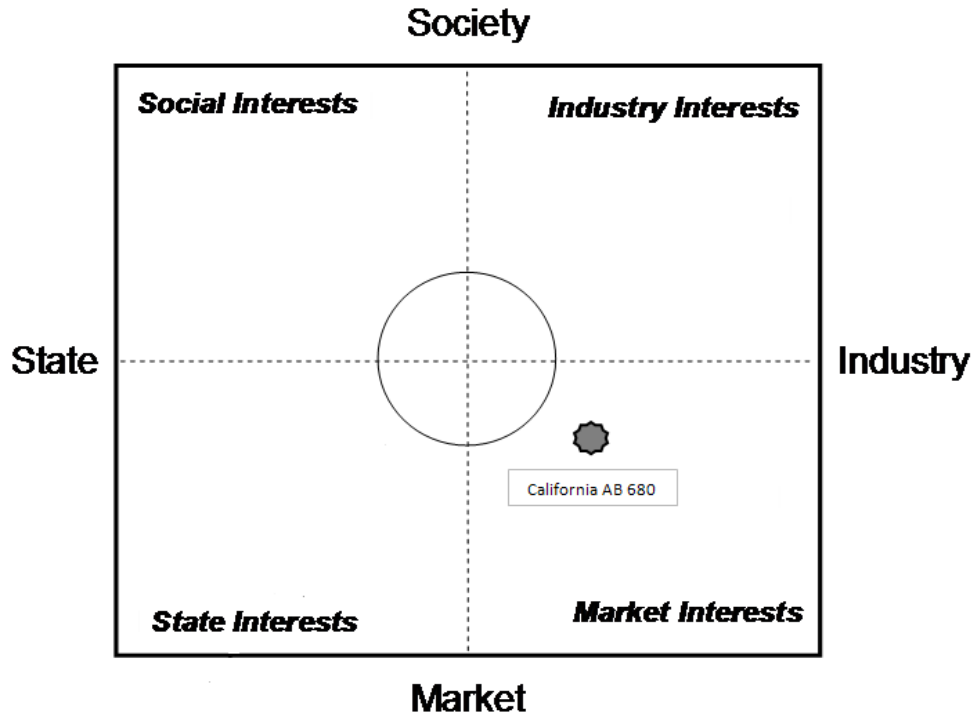 Society
Social Interests
Industry Interests
State
Industry
California AB 680
State Interests
Market Interests
Market